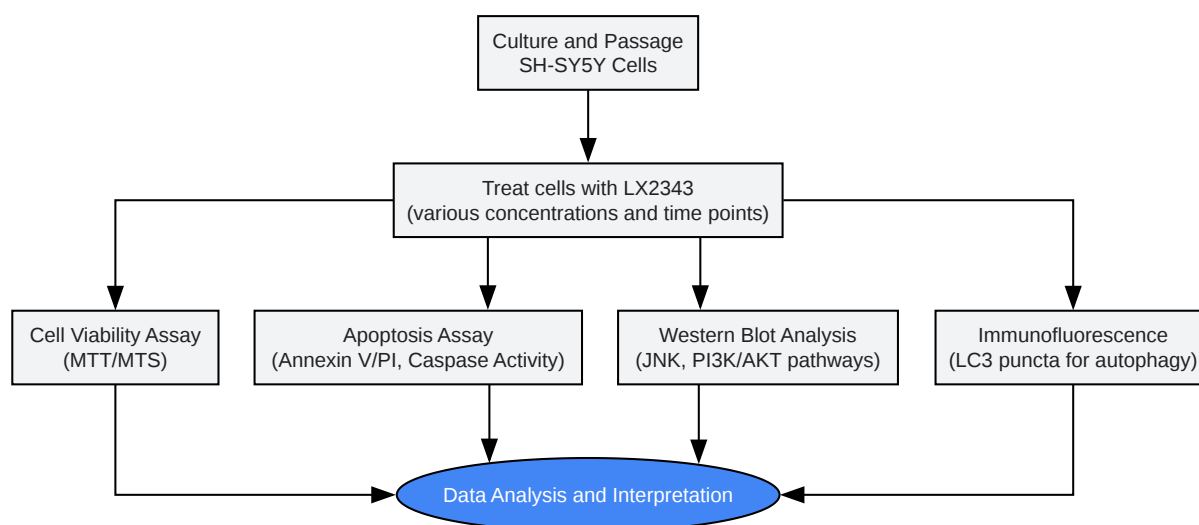 Culture and Passage
SH-SY5Y Cells
Treat cells with LX2343
(various concentrations and time points)
Cell Viability Assay
(MTT/MTS)
Apoptosis Assay
(Annexin V/PI, Caspase Activity)
Western Blot Analysis
(JNK, PI3K/AKT pathways)
Immunofluorescence
(LC3 puncta for autophagy)
Data Analysis and Interpretation